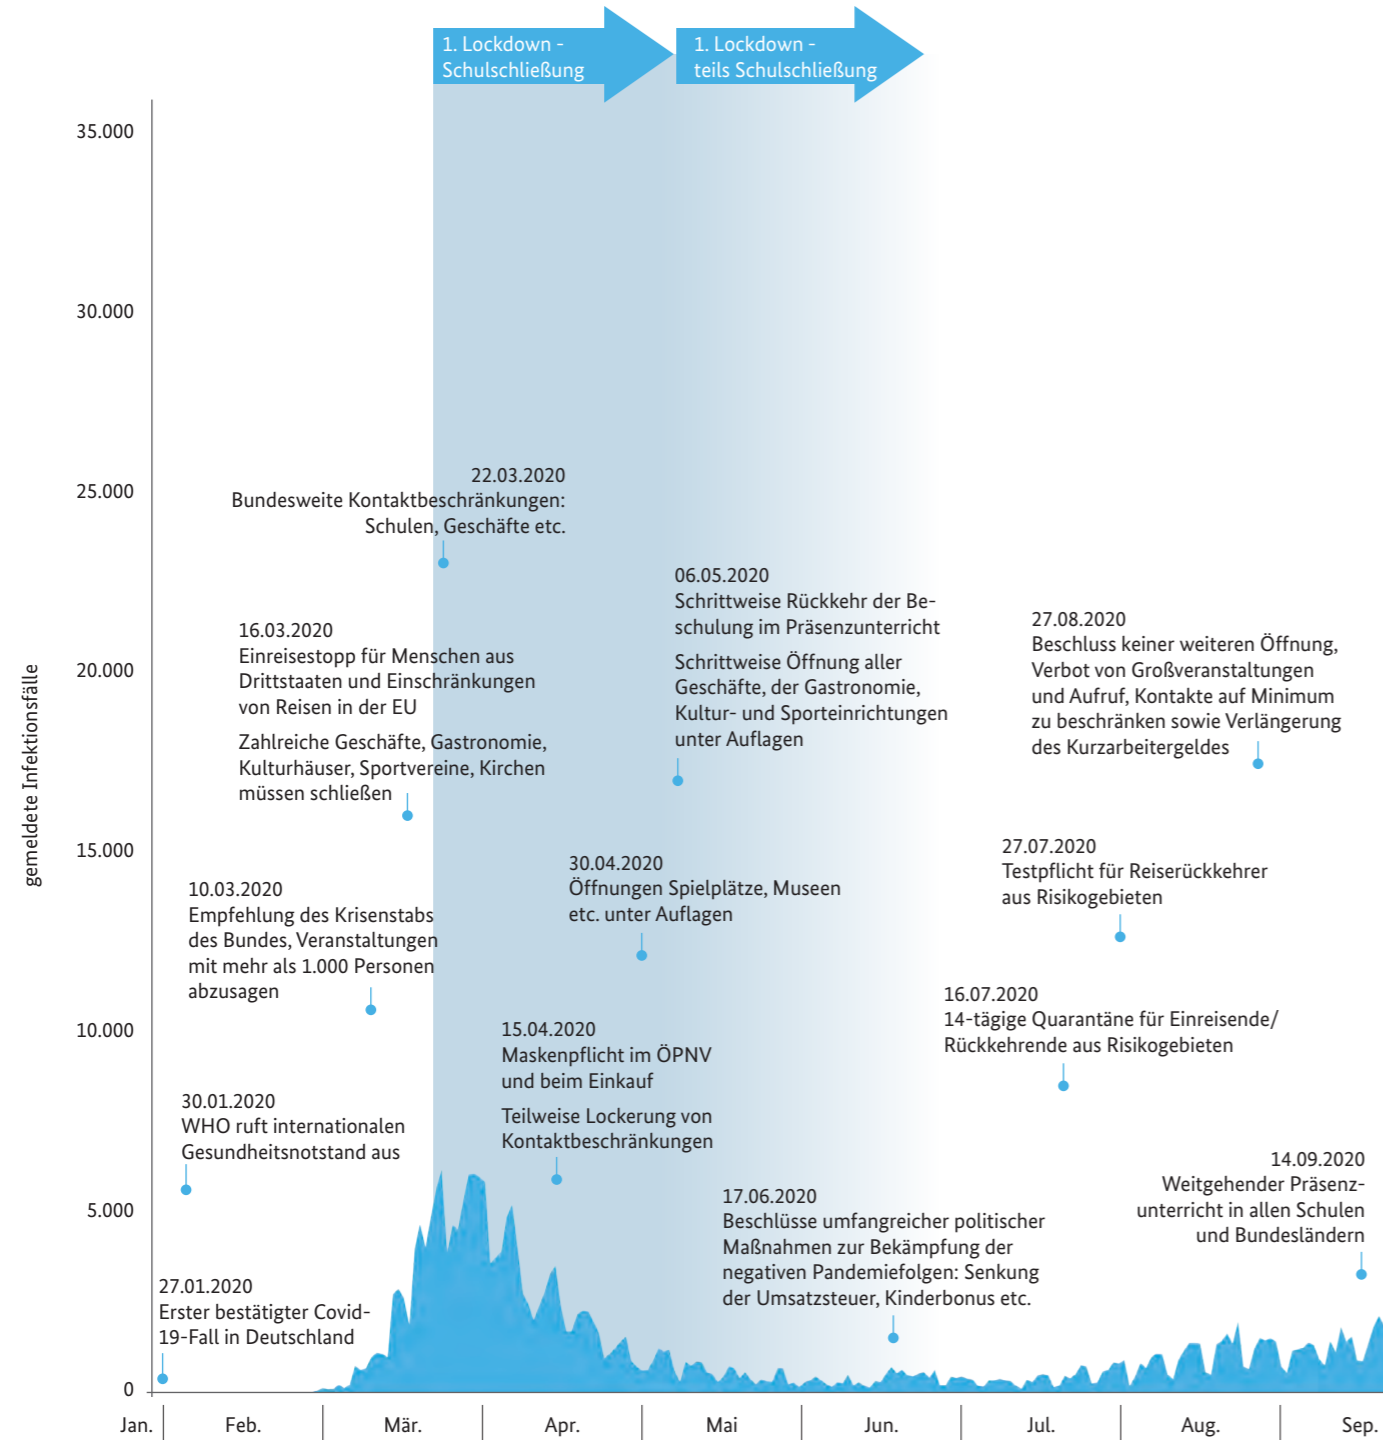 1. Lockdown -
Schulschließung
1. Lockdown -
teils Schulschließung
gemeldete Infektionsfälle
35.000
30.000
25.000
20.000
15.000
10.000
5.000
0
22.03.2020
Bundesweite Kontaktbeschränkungen:
Schulen, Geschäfte etc.
16.03.2020
Einreisestopp für Menschen aus
Drittstaaten und Einschränkungen
von Reisen in der EU
Zahlreiche Geschäfte, Gastronomie,
Kulturhäuser, Sportvereine, Kirchen
müssen schließen
10.03.2020
Empfehlung des Krisenstabs
des Bundes, Veranstaltungen
mit mehr als 1.000 Personen
abzusagen
30.01.2020
WHO ruft internationalen
Gesundheitsnotstand aus
27.01.2020
Erster bestätigter Covid-
19-Fall in Deutschland
06.05.2020
Schrittweise Rückkehr der Be-
schulung im Präsenzunterricht
Schrittweise Öffnung aller
Geschäfte, der Gastronomie,
Kultur- und Sporteinrichtungen
unter Auflagen
30.04.2020
Öffnungen Spielplätze, Museen
etc. unter Auflagen
15.04.2020
Maskenpflicht im ÖPNV
und beim Einkauf
Teilweise Lockerung von
Kontaktbeschränkungen
17.06.2020
Beschlüsse umfangreicher politischer
Maßnahmen zur Bekämpfung der
negativen Pandemiefolgen: Senkung
der Umsatzsteuer, Kinderbonus etc.
27.08.2020
Beschluss keiner weiteren Öffnung,
Verbot von Großveranstaltungen
und Aufruf, Kontakte auf Minimum
zu beschränken sowie Verlängerung
des Kurzarbeitergeldes
27.07.2020
Testpflicht für Reiserückkehrer
aus Risikogebieten
16.07.2020
14-tägige Quarantäne für Einreisende/
Rückkehrende aus Risikogebieten
14.09.2020
Weitgehender Präsenz-
unterricht in allen Schulen
und Bundesländern
Jan.
Feb.
Mär.
Apr.
Mai
Jun.
Jul.
Aug.
Sep.